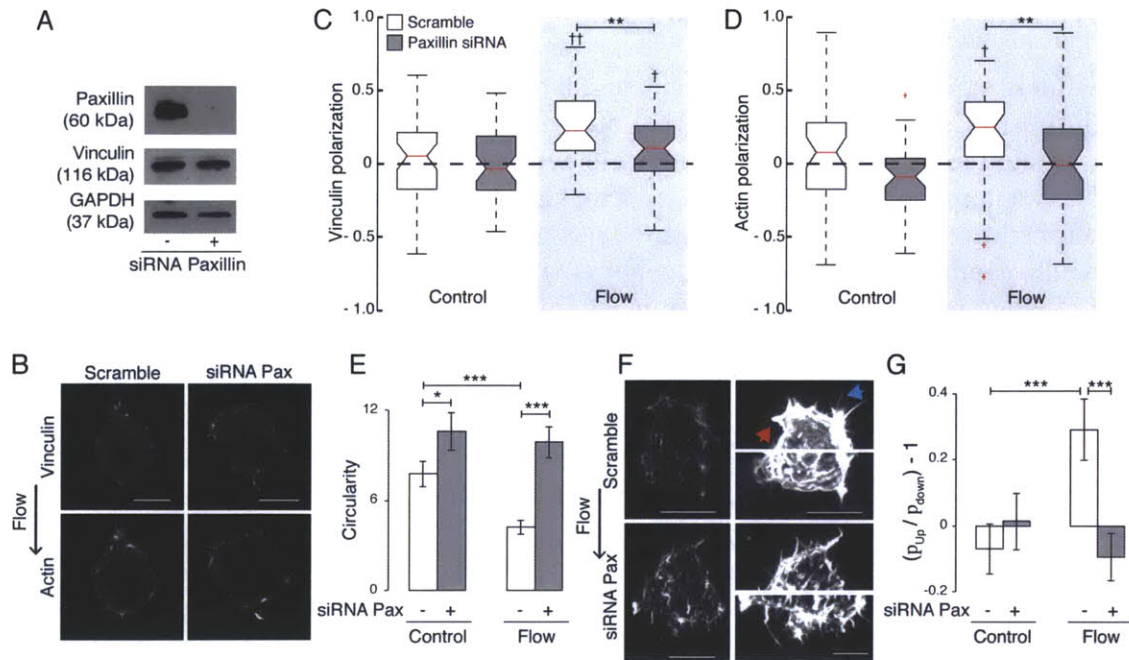 A
Paxillin
(60 kDa)
Vinculin
(116 kDa)
GAPDH
(37 kDa)
- +
siRNA Paxillin
C
Scramble
Paxillin siRNA
Vinculin polarization
1.0
0.5
0
- 0.5
- 1.0
††
**
†
Control
Flow
D
Actin polarization
1.0
0.5
0
- 0.5
- 1.0
†
**
Control
Flow
B
Scramble
siRNA Pax
Vinculin
Flow
Actin
E
Circularity
12
6
0
***
*
***
siRNA Pax - + - +
Control
Flow
F
Scramble
Flow
siRNA Pax
G
(pUp / pdown) - 1
0.4
0.2
0
-0.2
***
***
siRNA Pax - + - +
Control
Flow